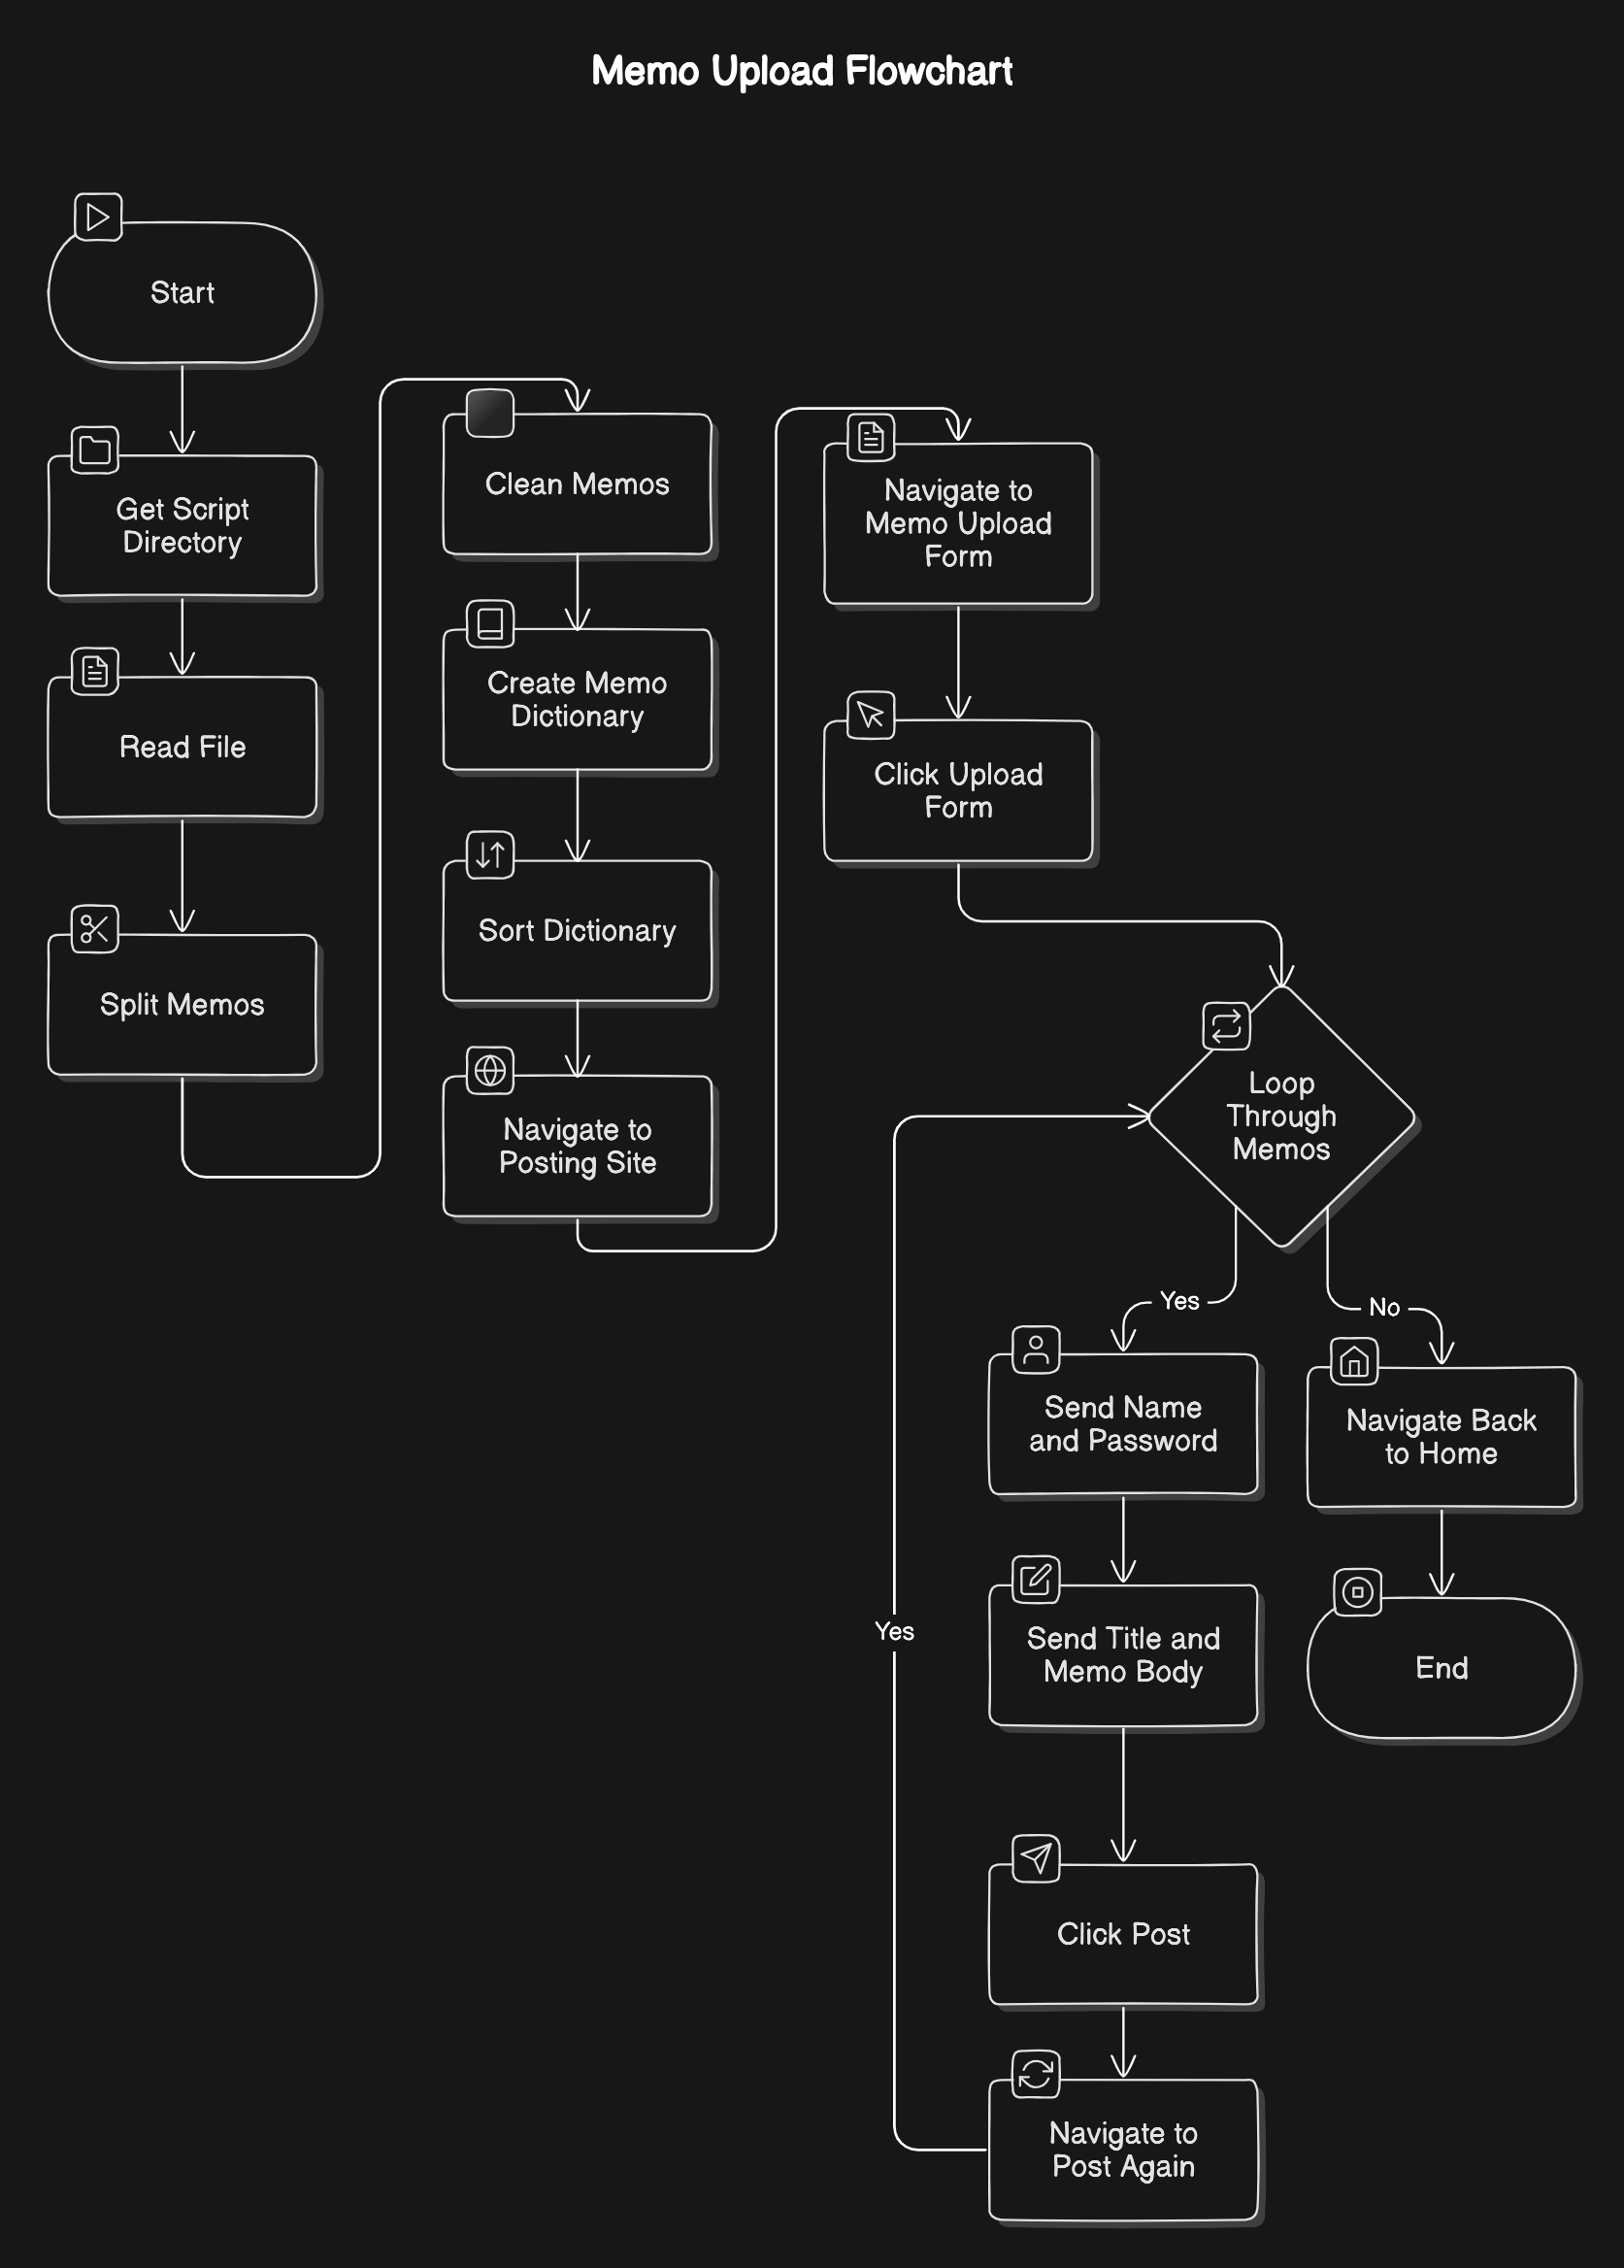 Memo Upload Flowchart
Start
Get Script
Directory
Read File
Split Memos
Clean Memos
Create Memo
Dictionary
Sort Dictionary
Navigate to
Posting Site
Navigate to
Memo Upload
Form
Click Upload
Form
Loop
Through
Memos
Yes
No
Send Name
and Password
Navigate Back
to Home
Yes
Send Title and
Memo Body
End
Click Post
Navigate to
Post Again